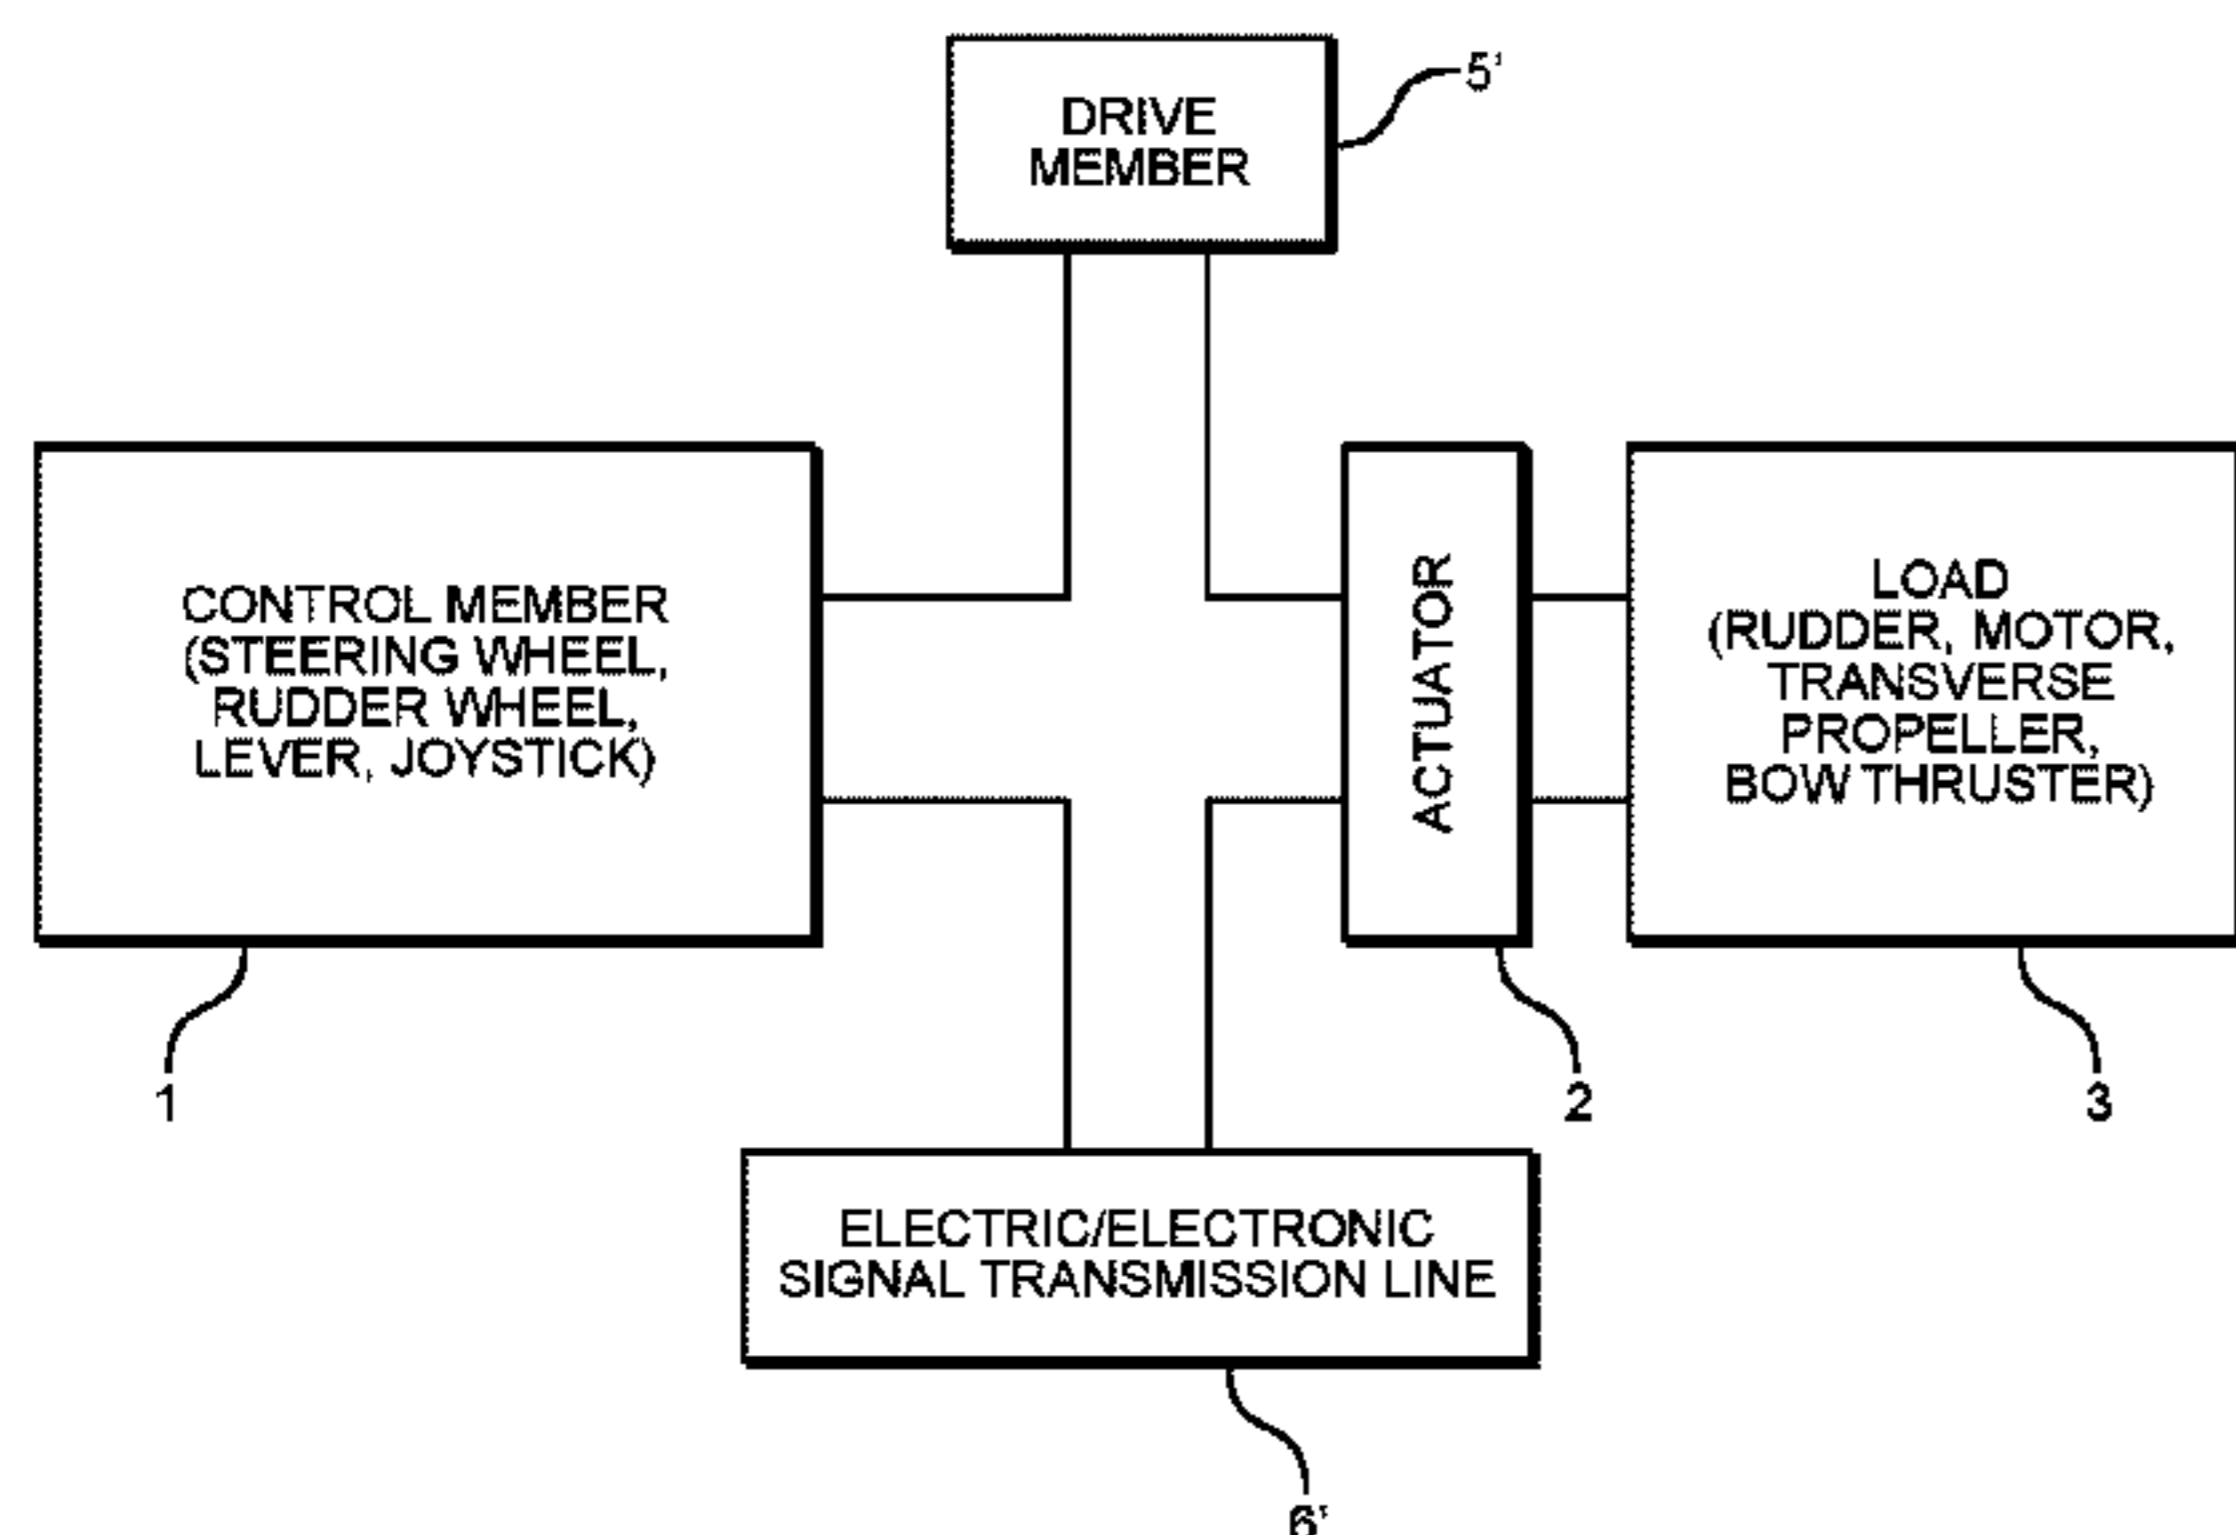 DRIVE
MEMBER
5'
CONTROL MEMBER
(STEERING WHEEL,
RUDDER WHEEL,
LEVER, JOYSTICK)
ACTUATOR
LOAD
(RUDDER, MOTOR,
TRANSVERSE
PROPELLER,
BOW THRUSTER)
1
2
3
ELECTRIC/ELECTRONIC
SIGNAL TRANSMISSION LINE
6'